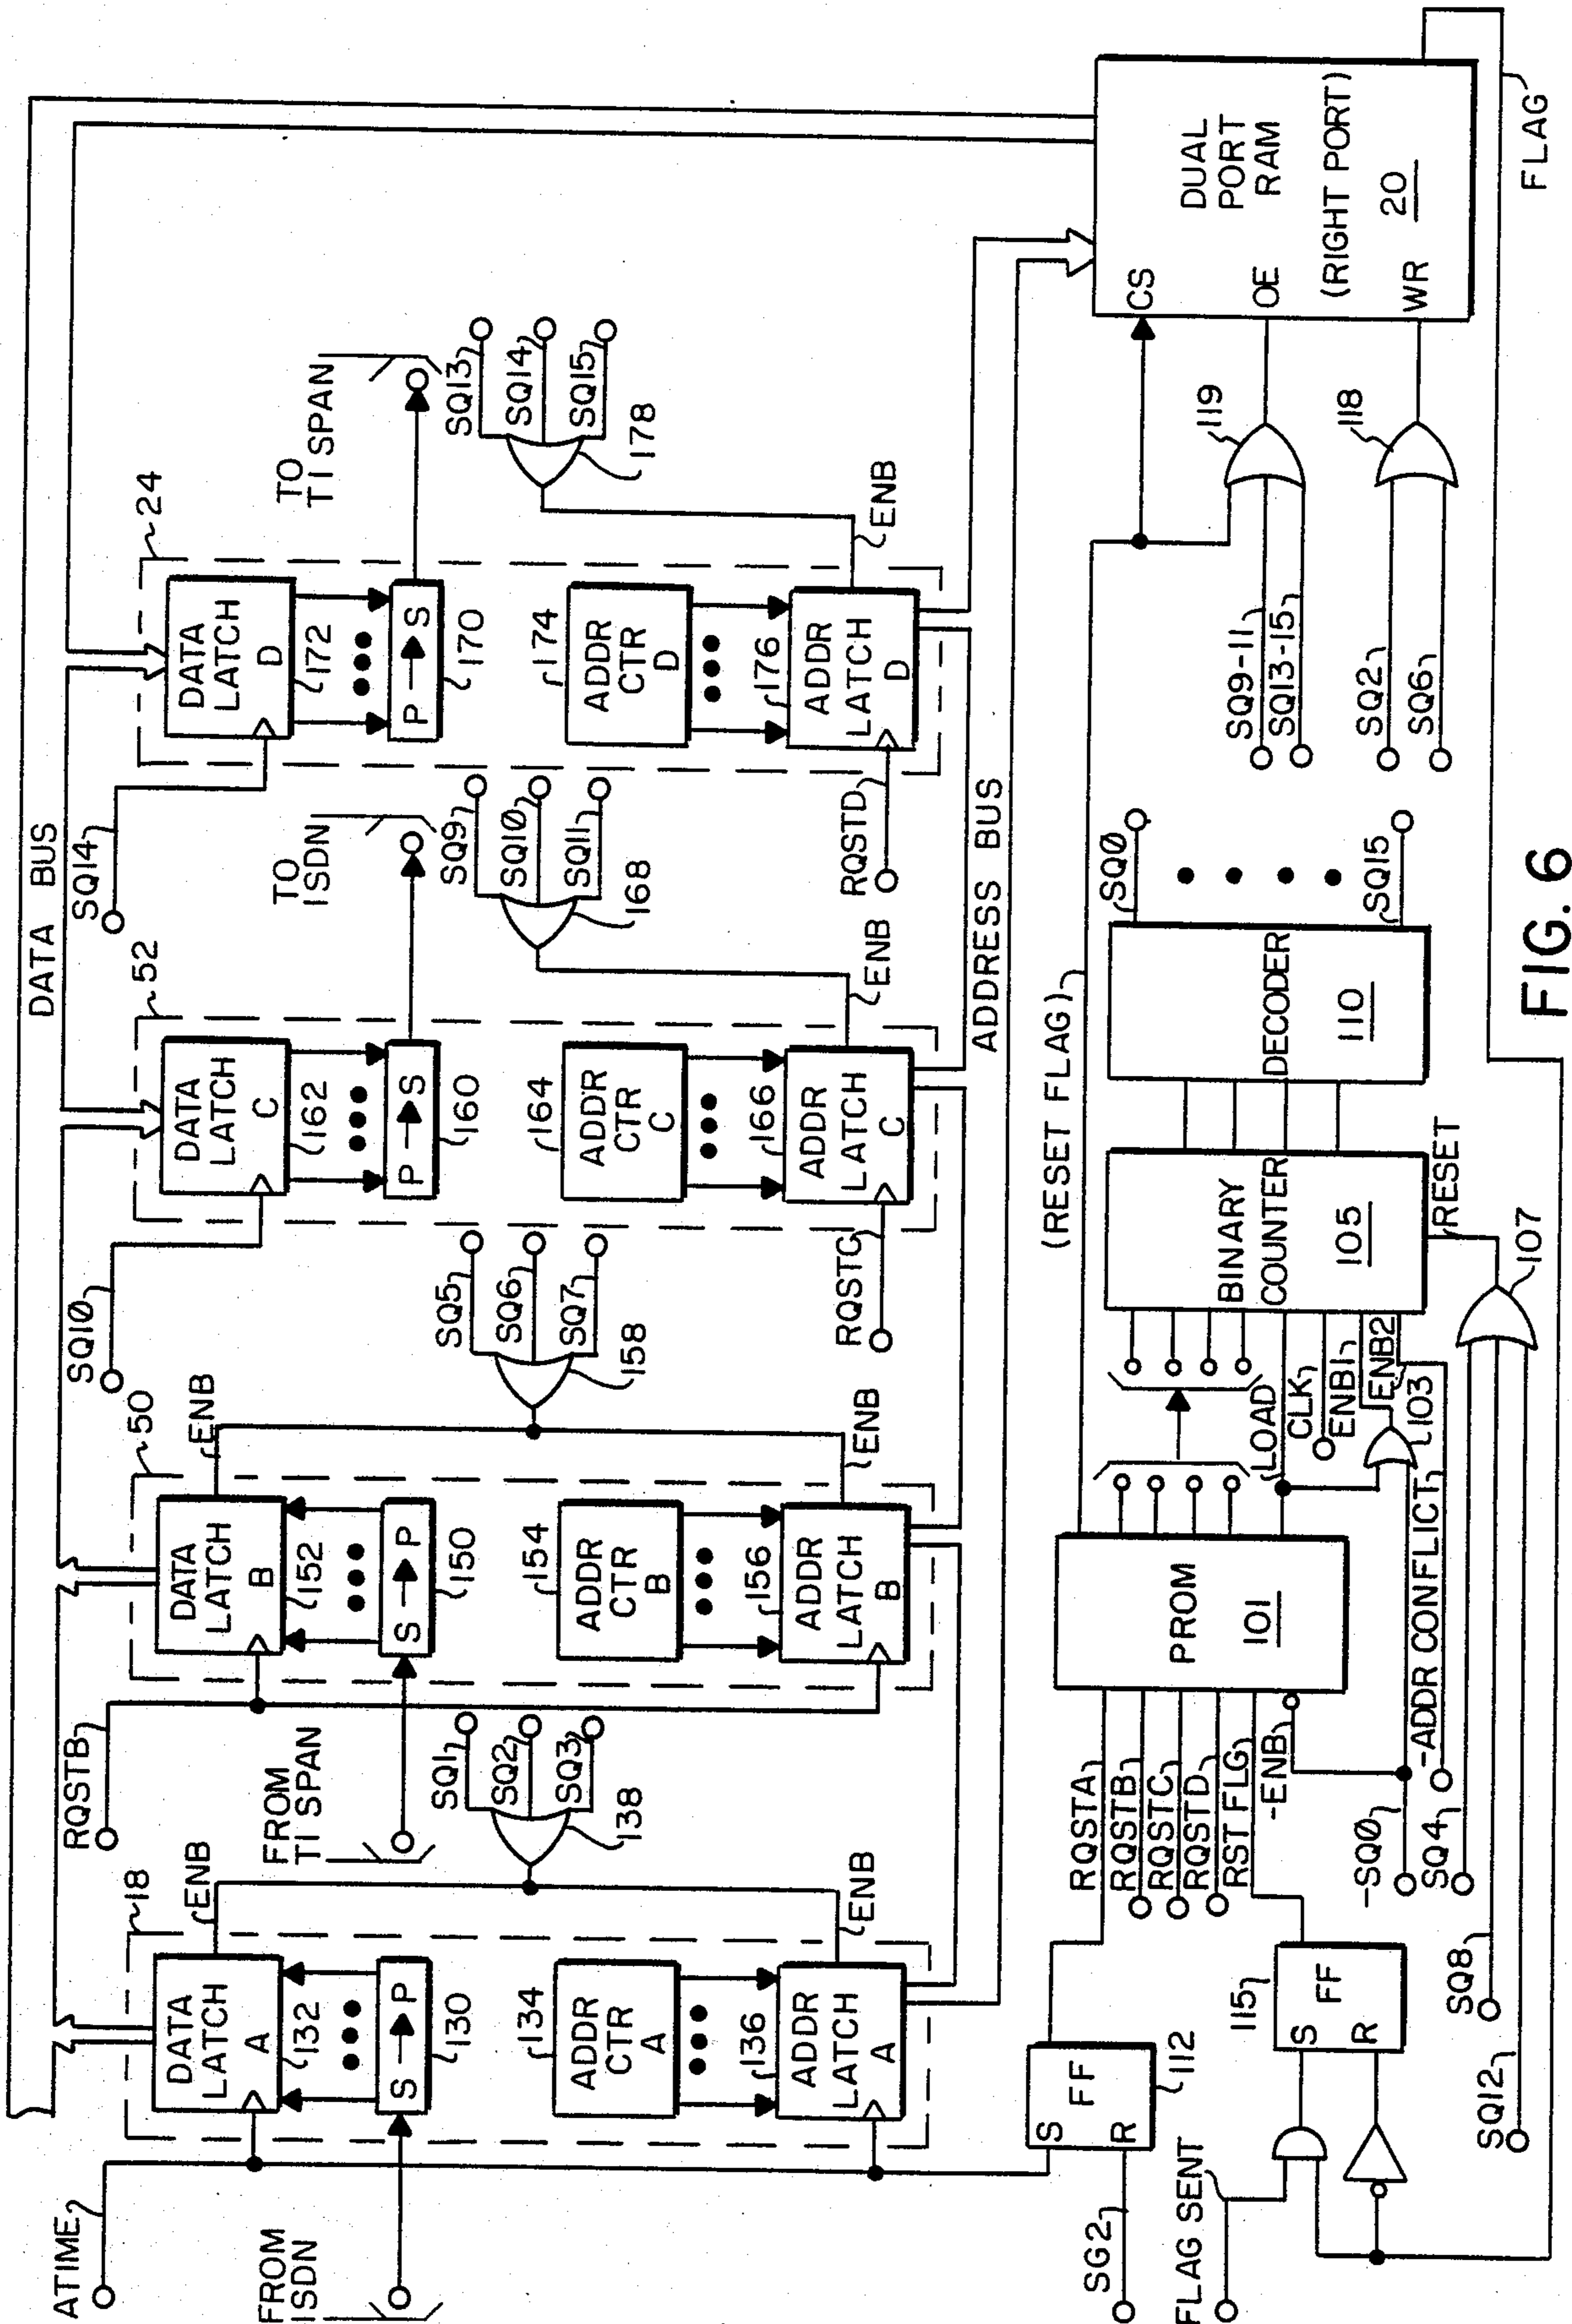 DATA BUS
ATIME
FROM
ISDN
18
ENB
DATA
LATCH
A
132
S → P
130
134
ADDR
CTR
A
136
ADDR
LATCH
A
ENB
SQ1
SQ2
SQ3
138
RQSTB
FROM
T1 SPAN
50
ENB
DATA
LATCH
B
152
S → P
150
154
ADDR
CTR
B
156
ADDR
LATCH
B
ENB
SQ5
SQ6
SQ7
158
SQ10
52
DATA
LATCH
C
162
P → S
160
TO
ISDN
164
ADDR
CTR
C
166
ADDR
LATCH
C
RQSTC
ENB
SQ9
SQ10
SQ11
168
SQ14
24
DATA
LATCH
D
172
P → S
170
TO
T1 SPAN
174
ADDR
CTR
D
176
ADDR
LATCH
D
RQSTD
ENB
SQ13
SQ14
SQ15
178
ADDRESS BUS
SG2
S
FF
R
112
FLAG SENT
115
S
FF
R
RQSTA
RQSTB
RQSTC
RQSTD
RST FLG
-ENB
PROM
101
-SQ0
-ADDR CONFLICT
SQ4
SQ8
SQ12
(RESET FLAG)
LOAD
CLK
ENB1
ENB2
103
BINARY
COUNTER
105
RESET
107
DECODER
110
SQ0
SQ15
SQ9-11
SQ13-15
119
SQ2
SQ6
118
CS
OE
WR
DUAL
PORT
RAM
(RIGHT PORT)
20
FLAG
FIG. 6